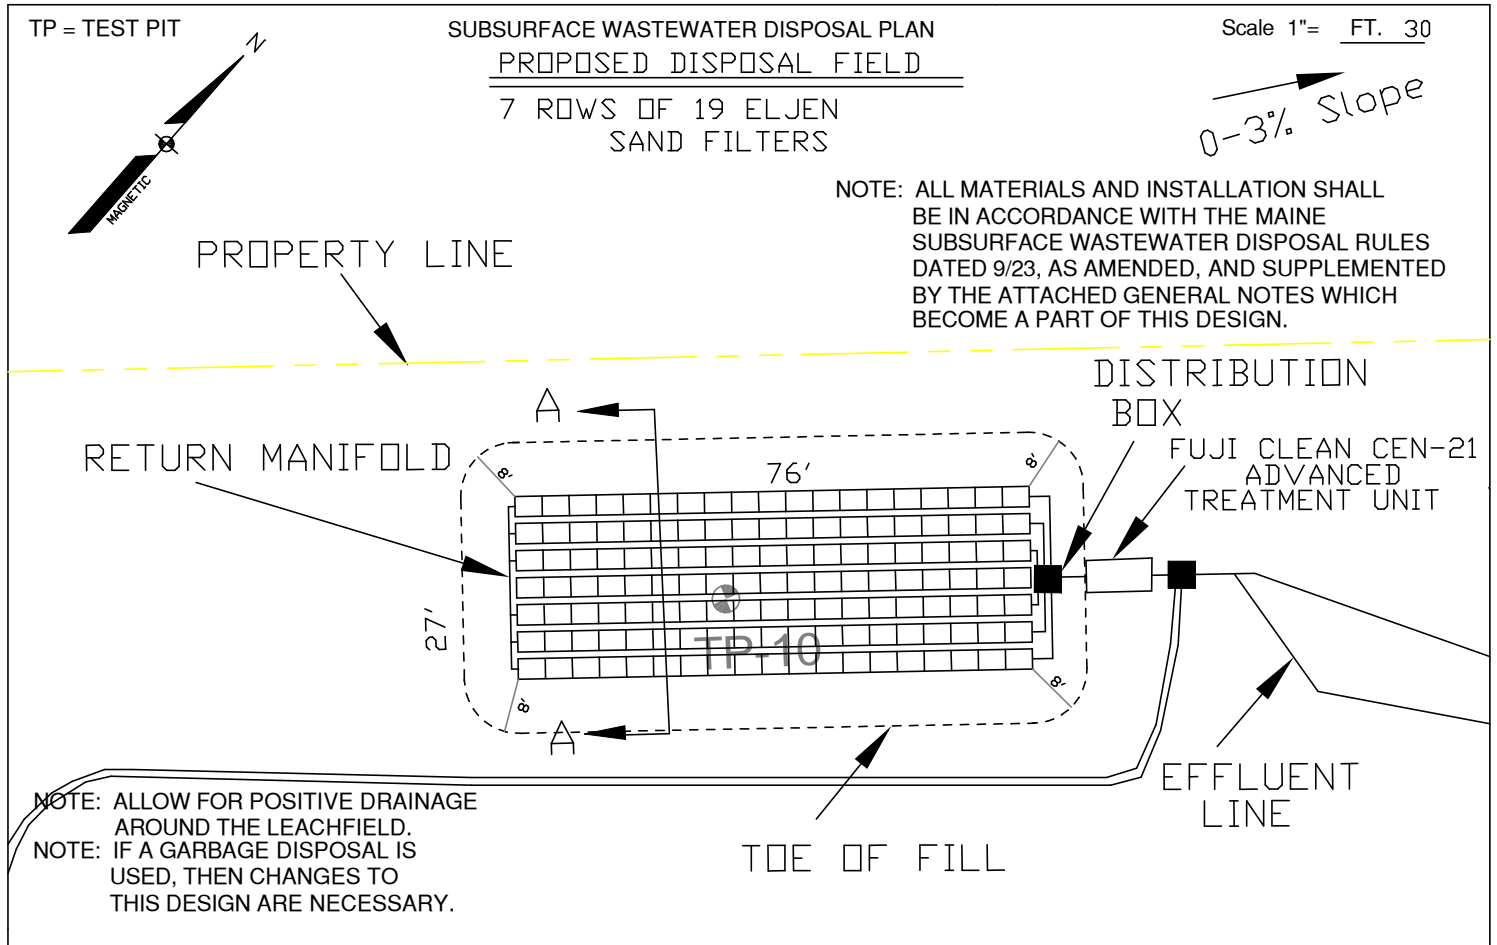 TP = TEST PIT
SUBSURFACE WASTEWATER DISPOSAL PLAN
Scale 1"= FT. 30
N
PROPOSED DISPOSAL FIELD
7 ROWS OF 19 ELJEN
SAND FILTERS
0-3% Slope
MAGNETIC
NOTE: ALL MATERIALS AND INSTALLATION SHALL
BE IN ACCORDANCE WITH THE MAINE
SUBSURFACE WASTEWATER DISPOSAL RULES
DATED 9/23, AS AMENDED, AND SUPPLEMENTED
BY THE ATTACHED GENERAL NOTES WHICH
BECOME A PART OF THIS DESIGN.
PROPERTY LINE
DISTRIBUTION
BOX
A
RETURN MANIFOLD
8'
76'
8'
FUJI CLEAN CEN-21
ADVANCED
TREATMENT UNIT
27'
TP-10
8'
8'
A
EFFLUENT
LINE
NOTE: ALLOW FOR POSITIVE DRAINAGE
AROUND THE LEACHFIELD.
NOTE: IF A GARBAGE DISPOSAL IS
USED, THEN CHANGES TO
THIS DESIGN ARE NECESSARY.
TOE OF FILL